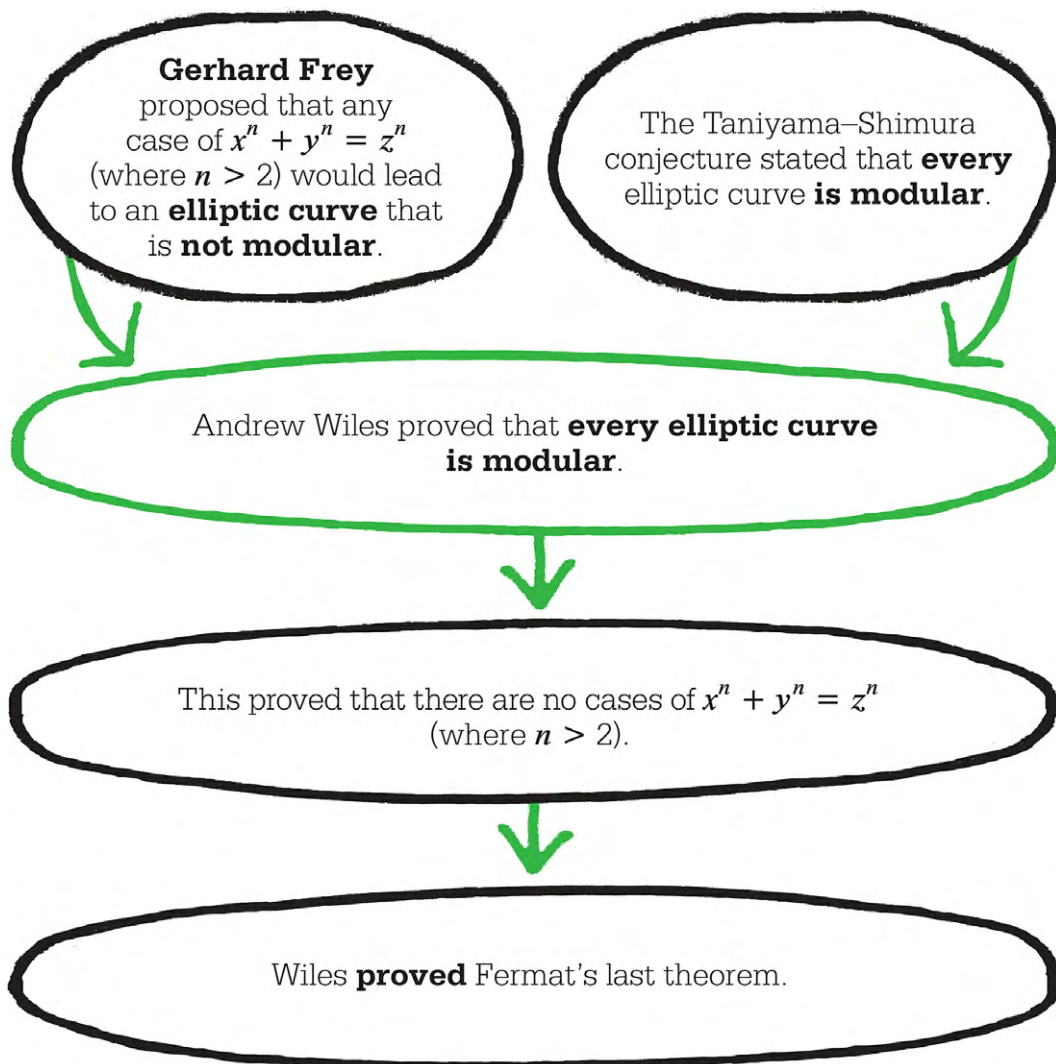 Gerhard Frey
proposed that any
case of xⁿ + yⁿ = zⁿ
(where n > 2) would lead
to an elliptic curve that
is not modular.
The Taniyama–Shimura
conjecture stated that every
elliptic curve is modular.
Andrew Wiles proved that every elliptic curve
is modular.
This proved that there are no cases of xⁿ + yⁿ = zⁿ
(where n > 2).
Wiles proved Fermat’s last theorem.